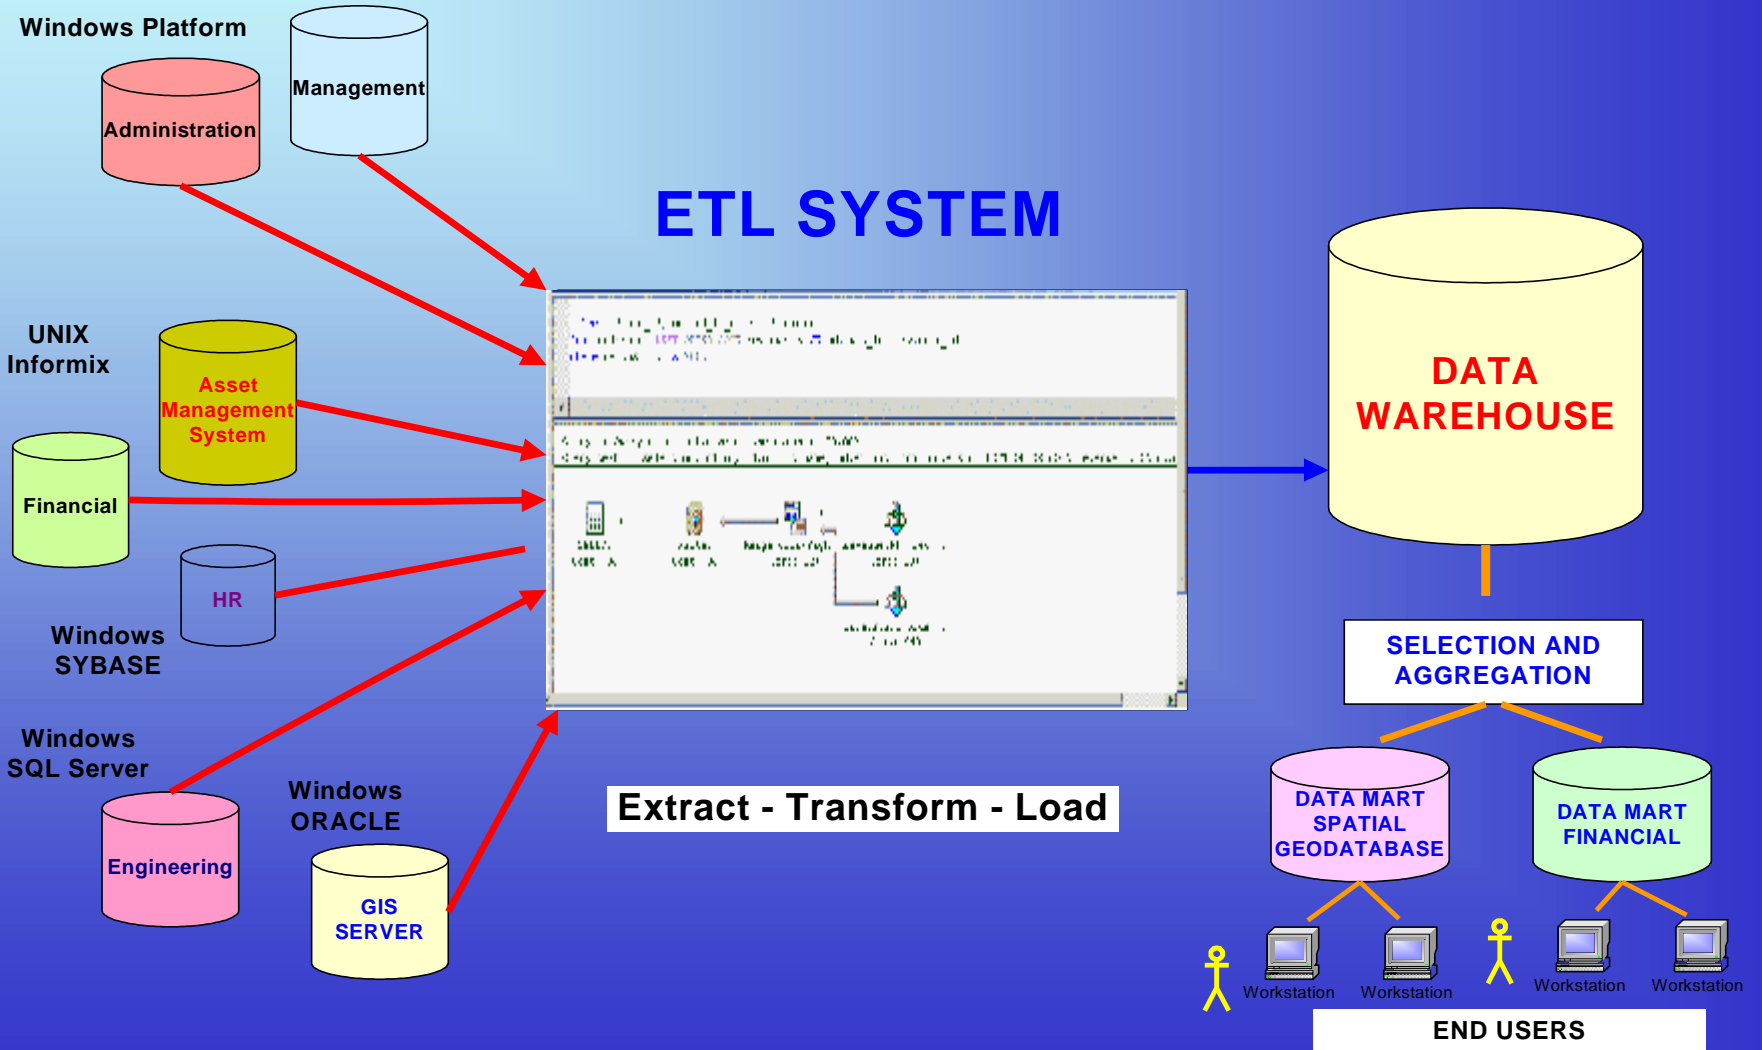 Windows Platform
Management
Administration
ETL SYSTEM
UNIX
Informix
Asset
Management
System
Financial
HR
Windows
SYBASE
Windows
SQL Server
Engineering
Windows
ORACLE
GIS
SERVER
Extract - Transform - Load
DATA
WAREHOUSE
SELECTION AND
AGGREGATION
DATA MART
SPATIAL
GEODATABASE
DATA MART
FINANCIAL
Workstation
Workstation
Workstation
Workstation
END USERS